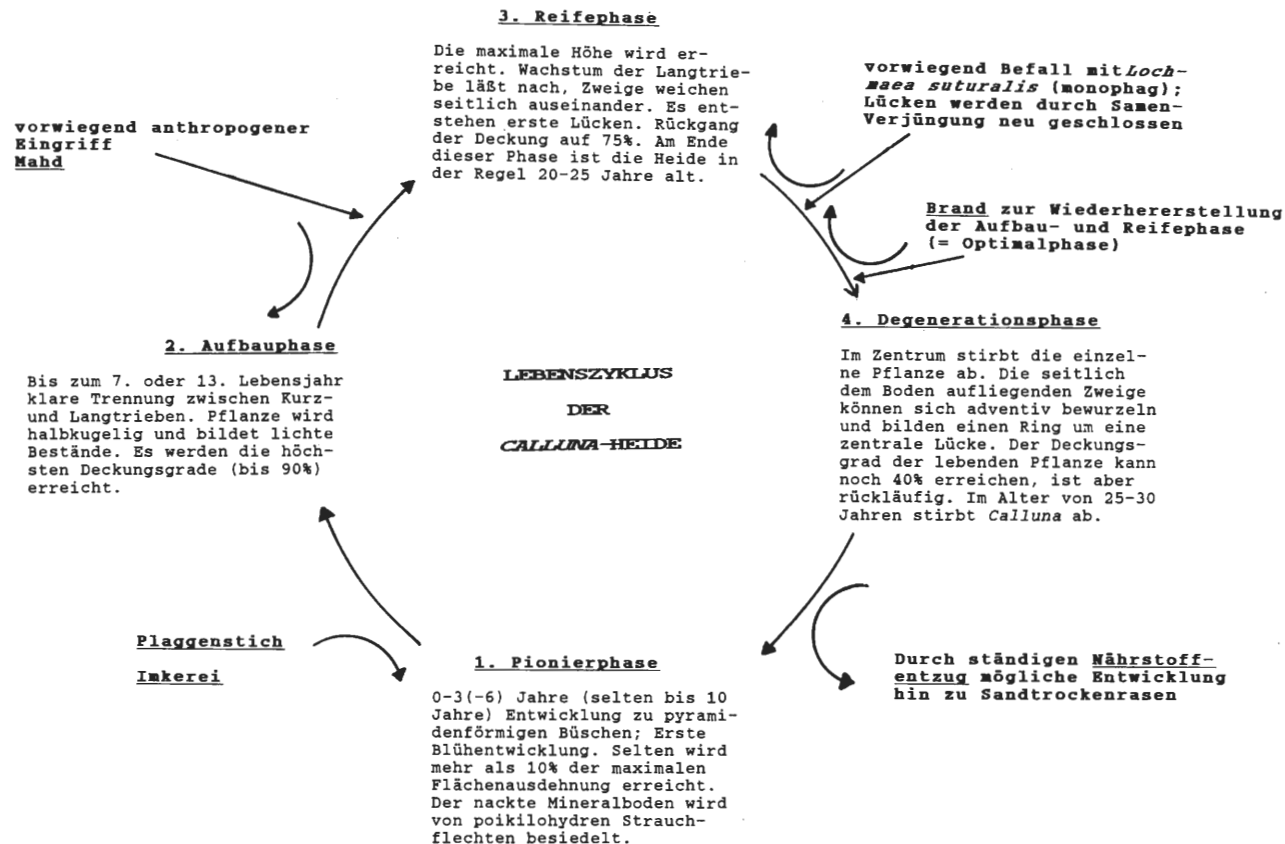 3. Reifephase
Die maximale Höhe wird er-
reicht. Wachstum der Langtrie-
be läßt nach, Zweige weichen
seitlich auseinander. Es ent-
stehen erste Lücken. Rückgang
der Deckung auf 75%. Am Ende
dieser Phase ist die Heide in
der Regel 20-25 Jahre alt.
vorwiegend Befall mit Loch-
maea suturalis (monophag);
Lücken werden durch Samen-
Verjüngung neu geschlossen
vorwiegend anthropogener
Eingriff
Mahd
Brand zur Wiederhererstellung
der Aufbau- und Reifephase
(= Optimalphase)
2. Aufbauphase
Bis zum 7. oder 13. Lebensjahr
klare Trennung zwischen Kurz-
und Langtrieben. Pflanze wird
halbkugelig und bildet lichte
Bestände. Es werden die höch-
sten Deckungsgrade (bis 90%)
erreicht.
LEBENSZYKLUS
DER
CALLUNA-HEIDE
4. Degenerationsphase
Im Zentrum stirbt die einzel-
ne Pflanze ab. Die seitlich
dem Boden aufliegenden Zweige
können sich adventiv bewurzeln
und bilden einen Ring um eine
zentrale Lücke. Der Deckungs-
grad der lebenden Pflanze kann
noch 40% erreichen, ist aber
rückläufig. Im Alter von 25-30
Jahren stirbt Calluna ab.
Plaggenstich
Imkerei
1. Pionierphase
0-3(-6) Jahre (selten bis 10
Jahre) Entwicklung zu pyrami-
denförmigen Büschen; Erste
Blühentwicklung. Selten wird
mehr als 10% der maximalen
Flächenausdehnung erreicht.
Der nackte Mineralboden wird
von poikilohydren Strauch-
flechten besiedelt.
Durch ständigen Nährstoff-
entzug mögliche Entwicklung
hin zu Sandtrockenrasen